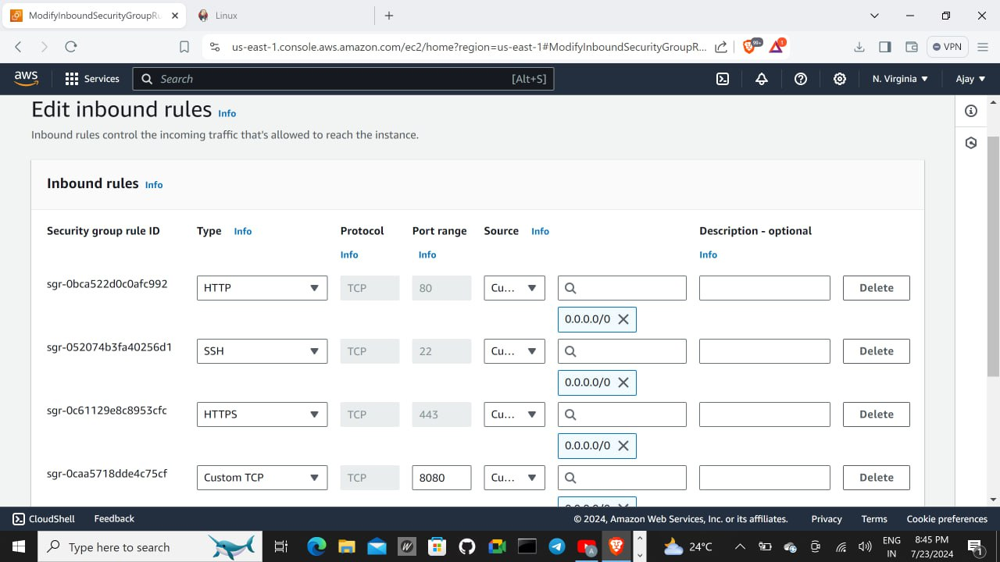 ModifyInboundSecurityGroupRu
Linux
us-east-1.console.aws.amazon.com/ec2/home?region=us-east-1#ModifyInboundSecurityGroupR...
99+
1
VPN
aws
Services
Search
[Alt+S]
N. Virginia
Ajay
Edit inbound rules Info
Inbound rules control the incoming traffic that's allowed to reach the instance.
Inbound rules Info
Security group rule ID Type Info Protocol Port range Source Info Description - optional
Info Info Info
sgr-0bca522d0c0afc992 HTTP TCP 80 Cu... Delete
0.0.0.0/0
sgr-052074b3fa40256d1 SSH TCP 22 Cu... Delete
0.0.0.0/0
sgr-0c61129e8c8953cfc HTTPS TCP 443 Cu... Delete
0.0.0.0/0
sgr-0caa5718dde4c75cf Custom TCP TCP 8080 Cu... Delete
CloudShell Feedback © 2024, Amazon Web Services, Inc. or its affiliates. Privacy Terms Cookie preferences
Type here to search
24°C
ENG
IN
8:45 PM
7/23/2024
1